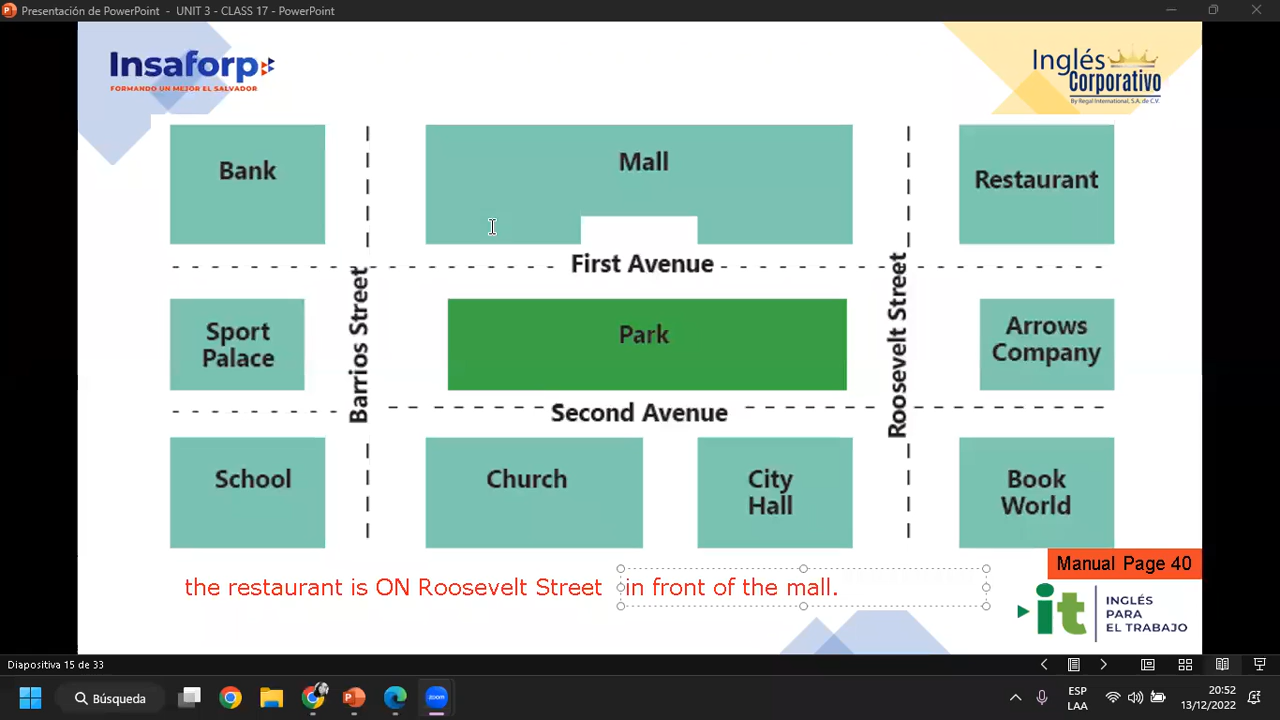 Presentación de PowerPoint - UNIT 3 - CLASS 17 - PowerPoint
Insaforp
FORMANDO UN MEJOR EL SALVADOR
Inglés
Corporativo
By Regal International, S.A. de C.V.
Bank
Mall
Restaurant
First Avenue
Barrios Street
Roosevelt Street
Sport
Palace
Park
Arrows
Company
Second Avenue
School
Church
City
Hall
Book
World
Manual Page 40
the restaurant is ON Roosevelt Street in front of the mall.
it
INGLÉS
PARA
EL TRABAJO
Diapositiva 15 de 33
Búsqueda
zoom
ESP
LAA
20:52
13/12/2022